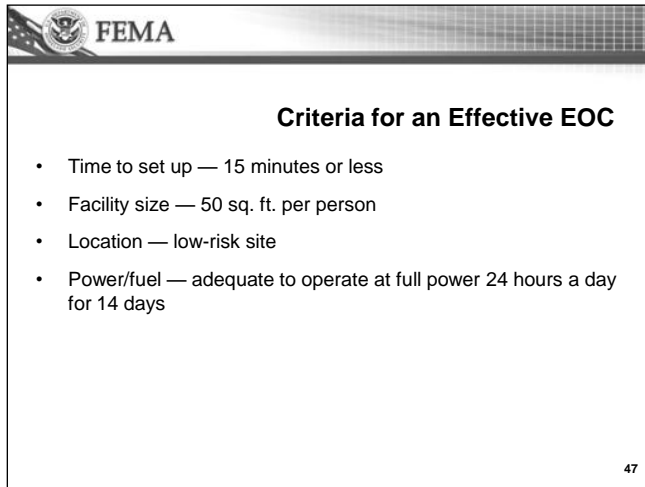 FEMA
Criteria for an Effective EOC
• Time to set up — 15 minutes or less
• Facility size — 50 sq. ft. per person
• Location — low-risk site
• Power/fuel — adequate to operate at full power 24 hours a day
for 14 days
47